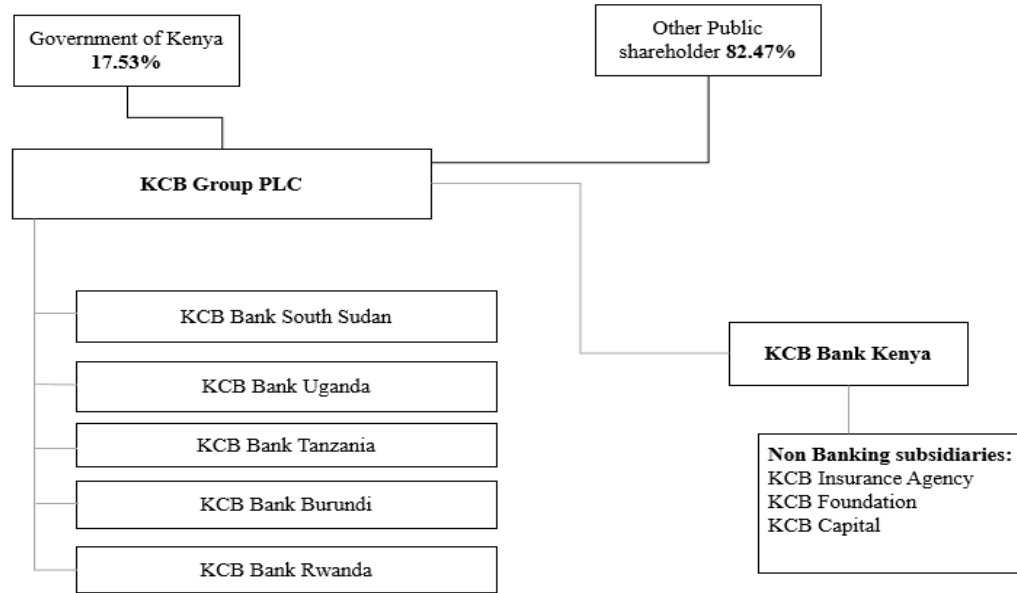 Government of Kenya
17.53%
Other Public
shareholder 82.47%
KCB Group PLC
KCB Bank South Sudan
KCB Bank Uganda
KCB Bank Tanzania
KCB Bank Burundi
KCB Bank Rwanda
KCB Bank Kenya
Non Banking subsidiaries:
KCB Insurance Agency
KCB Foundation
KCB Capital